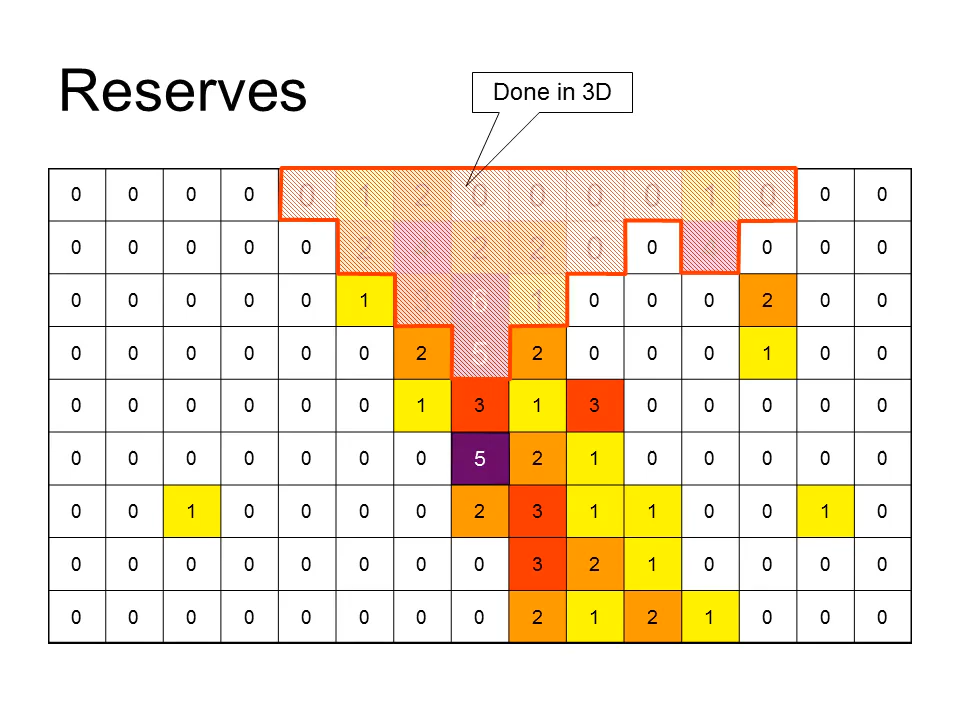 Reserves
Done in 3D
0 0 0 0 0 1 2 0 0 0 0 1 0 0 0
0 0 0 0 0 2 2 2 0 0 0 0 0
0 0 0 0 0 1 3 6 1 0 0 0 2 0 0
0 0 0 0 0 0 2 5 2 0 0 0 1 0 0
0 0 0 0 0 0 1 3 1 3 0 0 0 0 0
0 0 0 0 0 0 0 5 2 1 0 0 0 0 0
0 0 1 0 0 0 0 2 3 1 1 0 0 1 0
0 0 0 0 0 0 0 0 3 2 1 0 0 0 0
0 0 0 0 0 0 0 0 2 1 2 1 0 0 0